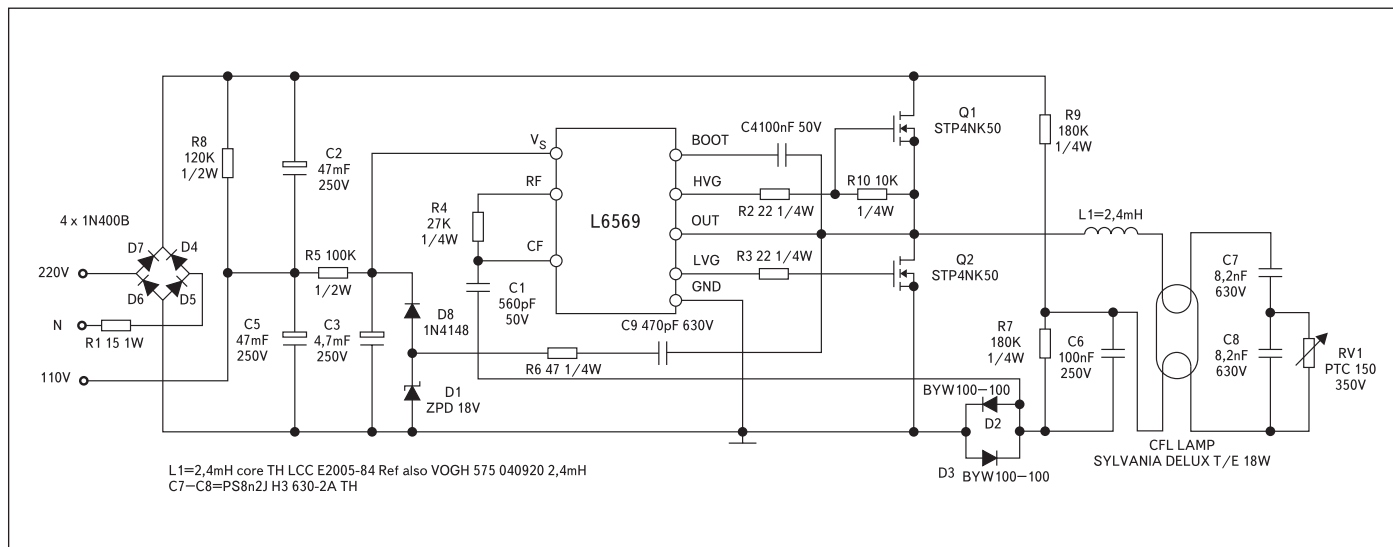 Q1
STP4NK50
C4100nF 50V
BOOT
R9
180K
1/4W
VS
R8
120K
1/2W
C2
47mF
250V
RF
HVG
R10 10K
1/4W
R2 22 1/4W
R4
27K
1/4W
L6569
L1=2,4mH
4 x 1N400B
OUT
C7
8,2nF
630V
D7
D4
CF
Q2
STP4NK50
LVG
R3 22 1/4W
R5 100K
1/2W
220V
GND
D6
D5
C1
560pF
50V
C9 470pF 630V
D8
1N4148
N
R1 15 1W
C5
47mF
250V
C3
4,7mF
250V
R7
180K
1/4W
C6
100nF
250V
C8
8,2nF
630V
RV1
PTC 150
350V
R6 47 1/4W
110V
D1
ZPD 18V
BYW100-100
D2
CFL LAMP
SYLVANIA DELUX T/E 18W
D3
BYW100-100
L1=2,4mH core TH LCC E2005-84 Ref also VOGH 575 040920 2,4mH
C7-C8=PS8n2J H3 630-2A TH